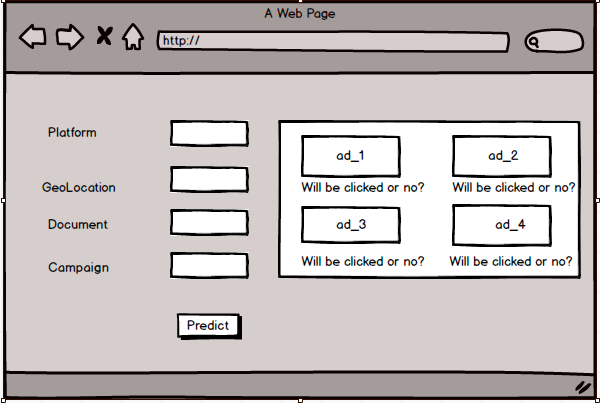 A Web Page
http://
Platform
GeoLocation
Document
Campaign
Predict
ad_1
ad_2
Will be clicked or no?
Will be clicked or no?
ad_3
ad_4
Will be clicked or no?
Will be clicked or no?